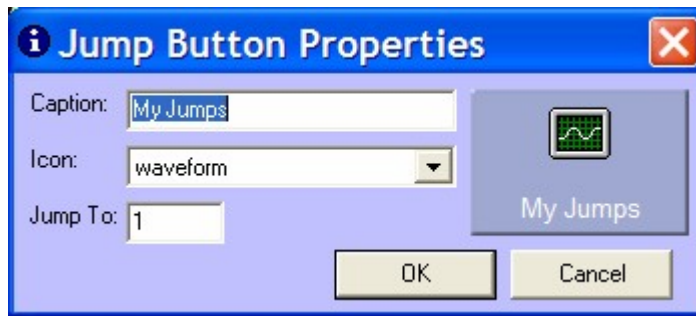 Jump Button Properties
Caption: My Jumps
Icon: waveform
Jump To: 1
My Jumps
OK Cancel